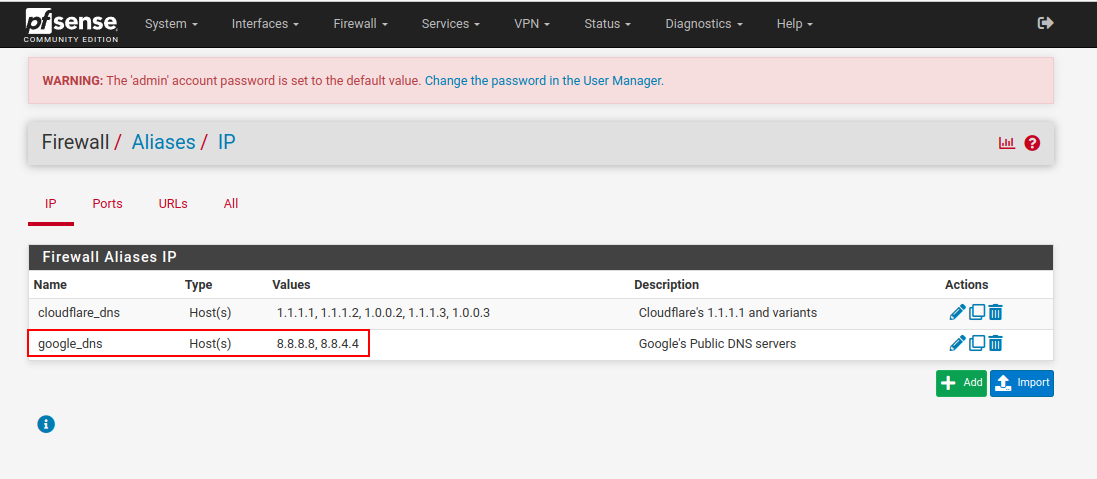 pfsense
COMMUNITY EDITION
System Interfaces Firewall Services VPN Status Diagnostics Help
WARNING: The 'admin' account password is set to the default value. Change the password in the User Manager.
Firewall / Aliases / IP
IP Ports URLs All
Firewall Aliases IP
Name Type Values Description Actions
cloudflare_dns Host(s) 1.1.1.1, 1.1.1.2, 1.0.0.2, 1.1.1.3, 1.0.0.3 Cloudflare's 1.1.1.1 and variants
google_dns Host(s) 8.8.8.8, 8.8.4.4 Google's Public DNS servers
Add Import